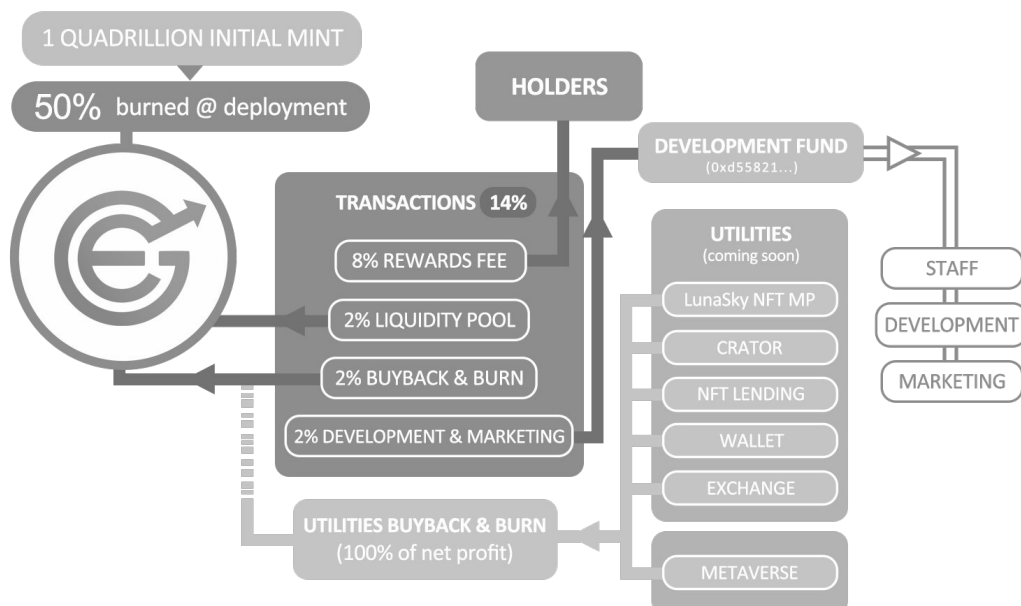 1 QUADRILLION INITIAL MINT
50% burned @ deployment
HOLDERS
DEVELOPMENT FUND
(0xd55821...)
TRANSACTIONS 14%
8% REWARDS FEE
2% LIQUIDITY POOL
2% BUYBACK & BURN
2% DEVELOPMENT & MARKETING
UTILITIES
(coming soon)
LunaSky NFT MP
CRATOR
NFT LENDING
WALLET
EXCHANGE
METAVERSE
STAFF
DEVELOPMENT
MARKETING
UTILITIES BUYBACK & BURN
(100% of net profit)